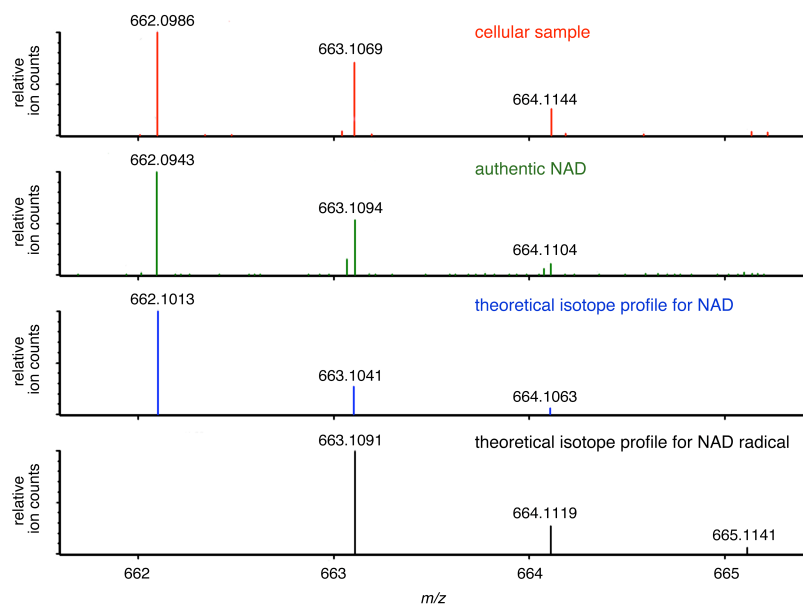 662.0986
663.1069
664.1144
cellular sample
relative
ion counts
662.0943
663.1094
664.1104
authentic NAD
relative
ion counts
662.1013
663.1041
664.1063
theoretical isotope profile for NAD
relative
ion counts
663.1091
664.1119
665.1141
theoretical isotope profile for NAD radical
relative
ion counts
662
663
664
665
m/z